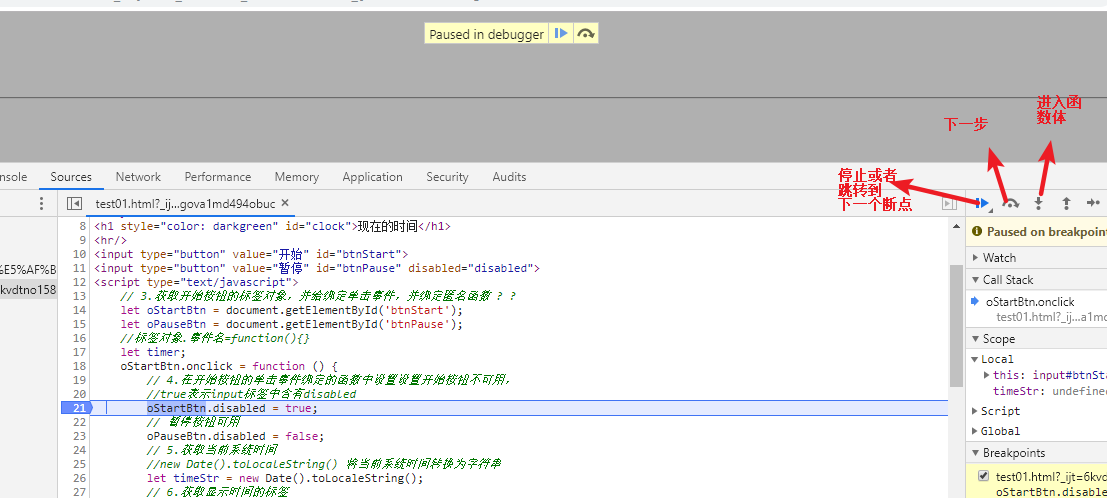 Paused in debugger
进入函
数体
下一步
停止或者
跳转到
下一个断点
nsole Sources Network Performance Memory Application Security Audits
test01.html?_ij...gova1md494obuc ×
%E5%AF%B
kvdtno158
8 <h1 style="color: darkgreen" id="clock">现在的时间</h1>
9 <hr/>
10 <input type="button" value="开始" id="btnStart">
11 <input type="button" value="暂停" id="btnPause" disabled="disabled">
12 <script type="text/javascript">
13 // 3.获取开始按钮的标签对象，并给绑定单击事件，并绑定匿名函数？？
14 let oStartBtn = document.getElementById('btnStart');
15 let oPauseBtn = document.getElementById('btnPause');
16 //标签对象.事件名=function(){}
17 let timer;
18 oStartBtn.onclick = function () {
19 // 4.在开始按钮的单击事件绑定的函数中设置设置开始按钮不可用，
20 //true表示input标签中含有disabled
21 oStartBtn.disabled = true;
22 // 暂停按钮可用
23 oPauseBtn.disabled = false;
24 // 5.获取当前系统时间
25 //new Date().toLocaleString() 将当前系统时间转换为字符串
26 let timeStr = new Date().toLocaleString();
27 // 6.获取显示时间的标签
Paused on breakpoin
Watch
Call Stack
oStartBtn.onclick
test01.html?_ij...a1md
Scope
Local
this: input#btnSta
timeStr: undefined
Script
Global
Breakpoints
test01.html?_ijt=6kvd
oStartBtn.disable